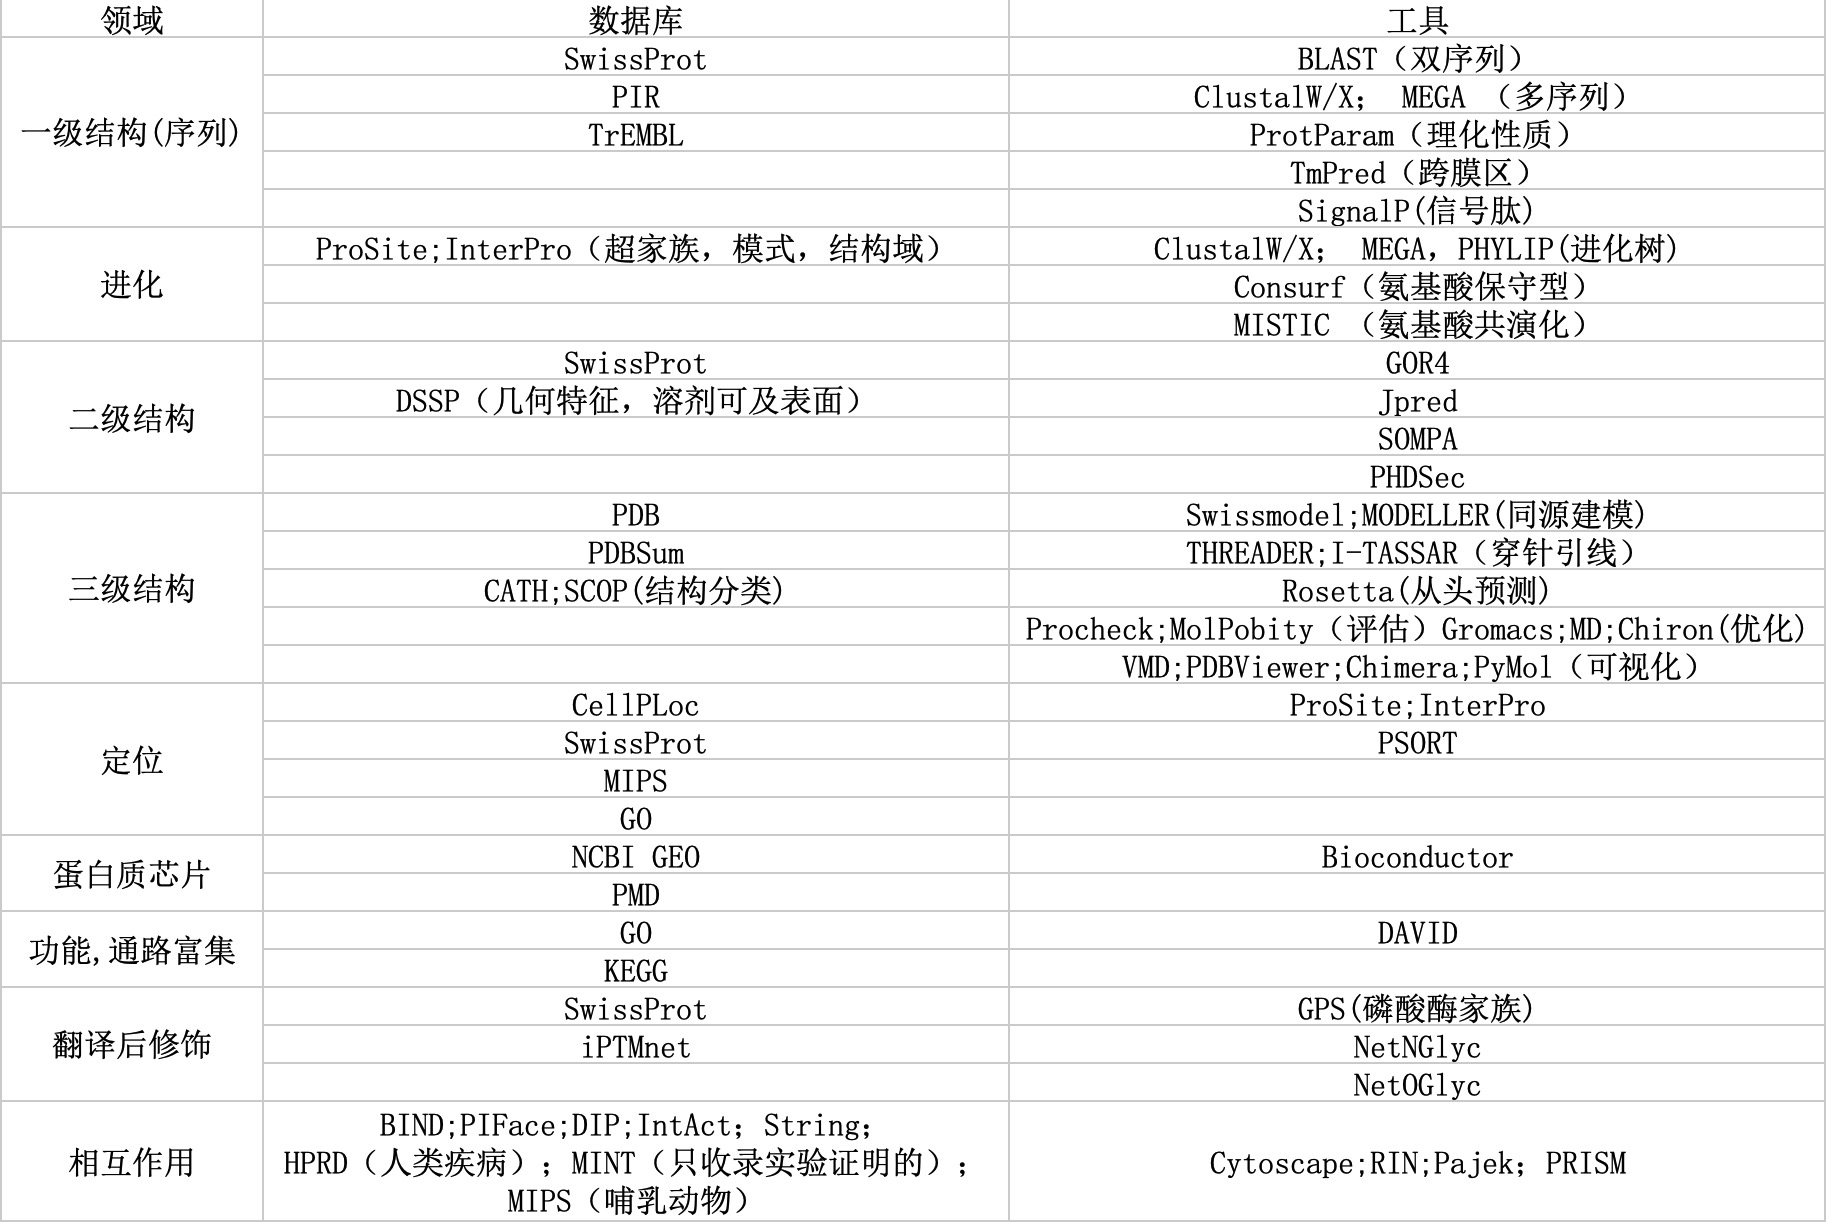 领域 数据库 工具
SwissProt BLAST（双序列）
PIR ClustalW/X； MEGA （多序列）
一级结构(序列) TrEMBL ProtParam（理化性质）
TmPred（跨膜区）
SignalP(信号肽)
ProSite;InterPro（超家族，模式，结构域） ClustalW/X； MEGA，PHYLIP(进化树)
进化 Consurf（氨基酸保守型）
MISTIC （氨基酸共演化）
SwissProt GOR4
DSSP（几何特征，溶剂可及表面） Jpred
二级结构 SOMPA
PHDSec
PDB Swissmodel;MODELLER(同源建模)
PDBSum THREADER;I-TASSAR（穿针引线）
三级结构 CATH;SCOP(结构分类) Rosetta(从头预测)
Procheck;MolPobity（评估）Gromacs;MD;Chiron(优化)
VMD;PDBViewer;Chimera;PyMol（可视化）
CellPLoc ProSite;InterPro
SwissProt PSORT
定位 MIPS
GO
蛋白质芯片 NCBI GEO Bioconductor
PMD
功能,通路富集 GO DAVID
KEGG
SwissProt GPS(磷酸酶家族)
翻译后修饰 iPTMnet NetNGlyc
NetOGlyc
BIND;PIFace;DIP;IntAct；String；
相互作用 HPRD（人类疾病）；MINT（只收录实验证明的）； Cytoscape;RIN;Pajek；PRISM
MIPS（哺乳动物）